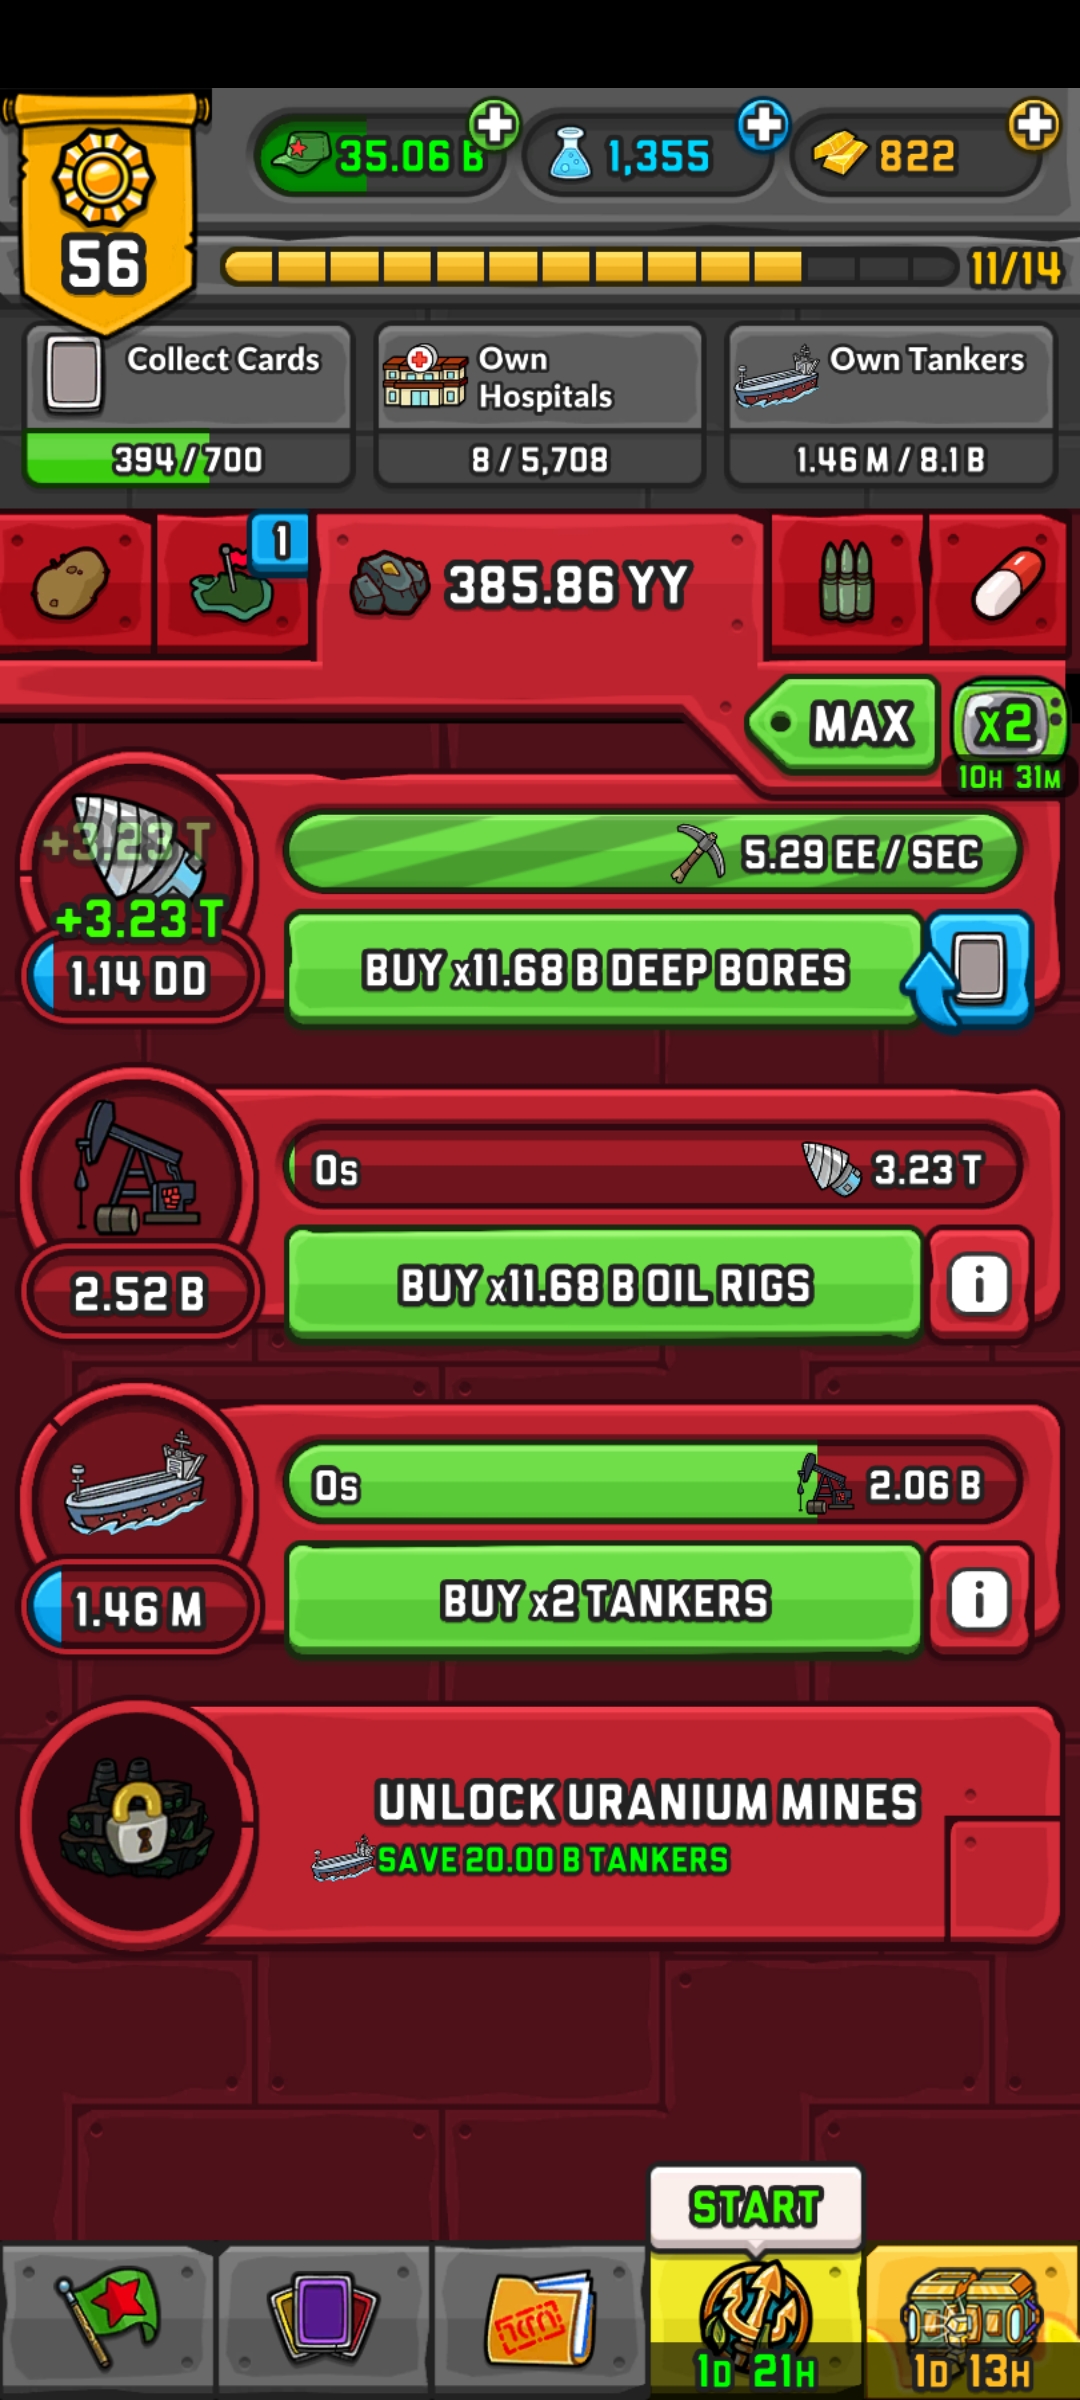 56
35.06 B
1,355
822
11/14
Collect Cards
394/700
Own
Hospitals
8/5,708
Own Tankers
1.46 M/8.1 B
1
385.86 YY
MAX
x2
10H 31M
+3.23 T
+3.23 T
1.14 DD
5.29 EE/SEC
BUY x11.68 B DEEP BORES
0s
3.23 T
2.52 B
BUY x11.68 B OIL RIGS
i
0s
2.06 B
1.46 M
BUY x2 TANKERS
i
UNLOCK URANIUM MINES
SAVE 20.00 B TANKERS
START
1D 21H
1D 13H